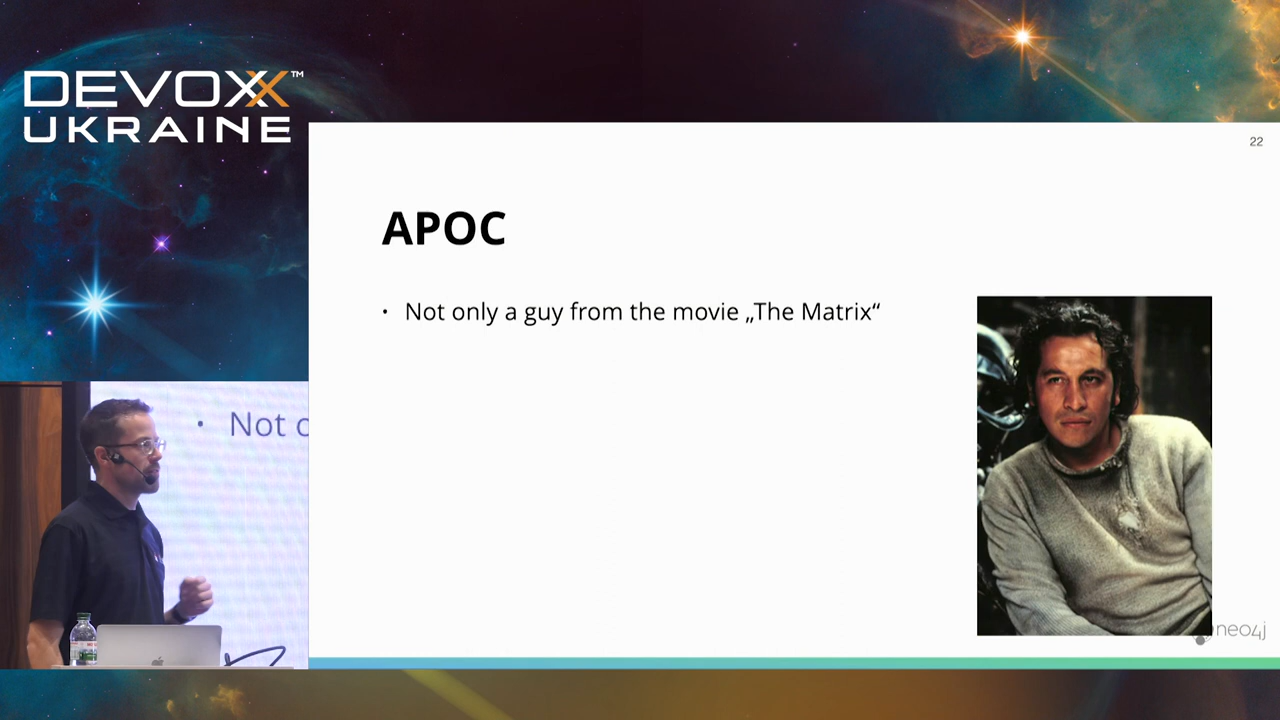 DEVOXX™
UKRAINE
22
APOC
• Not only a guy from the movie „The Matrix“
• Not o
neo4j